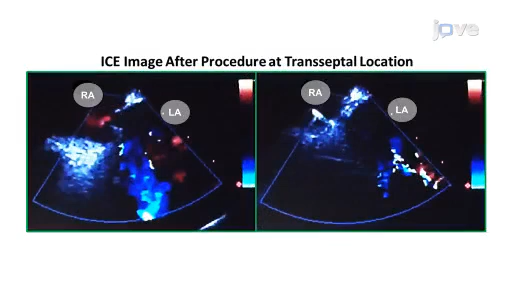 jove
ICE Image After Procedure at Transseptal Location
RA
LA
RA
LA